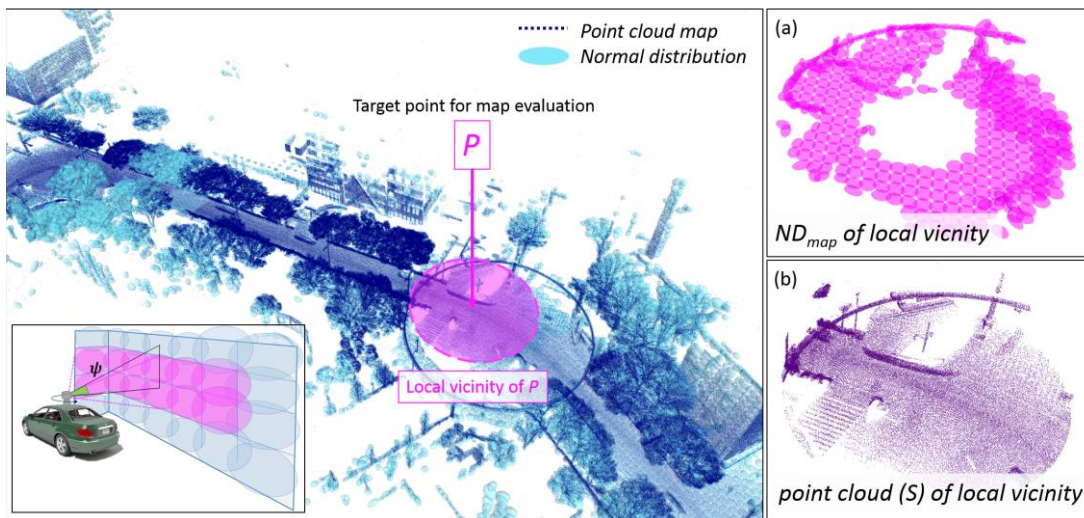 Point cloud map
Normal distribution
Target point for map evaluation
P
Local vicinity of P
ψ
(a)
ND_map of local vicnity
(b)
point cloud (S) of local vicinity